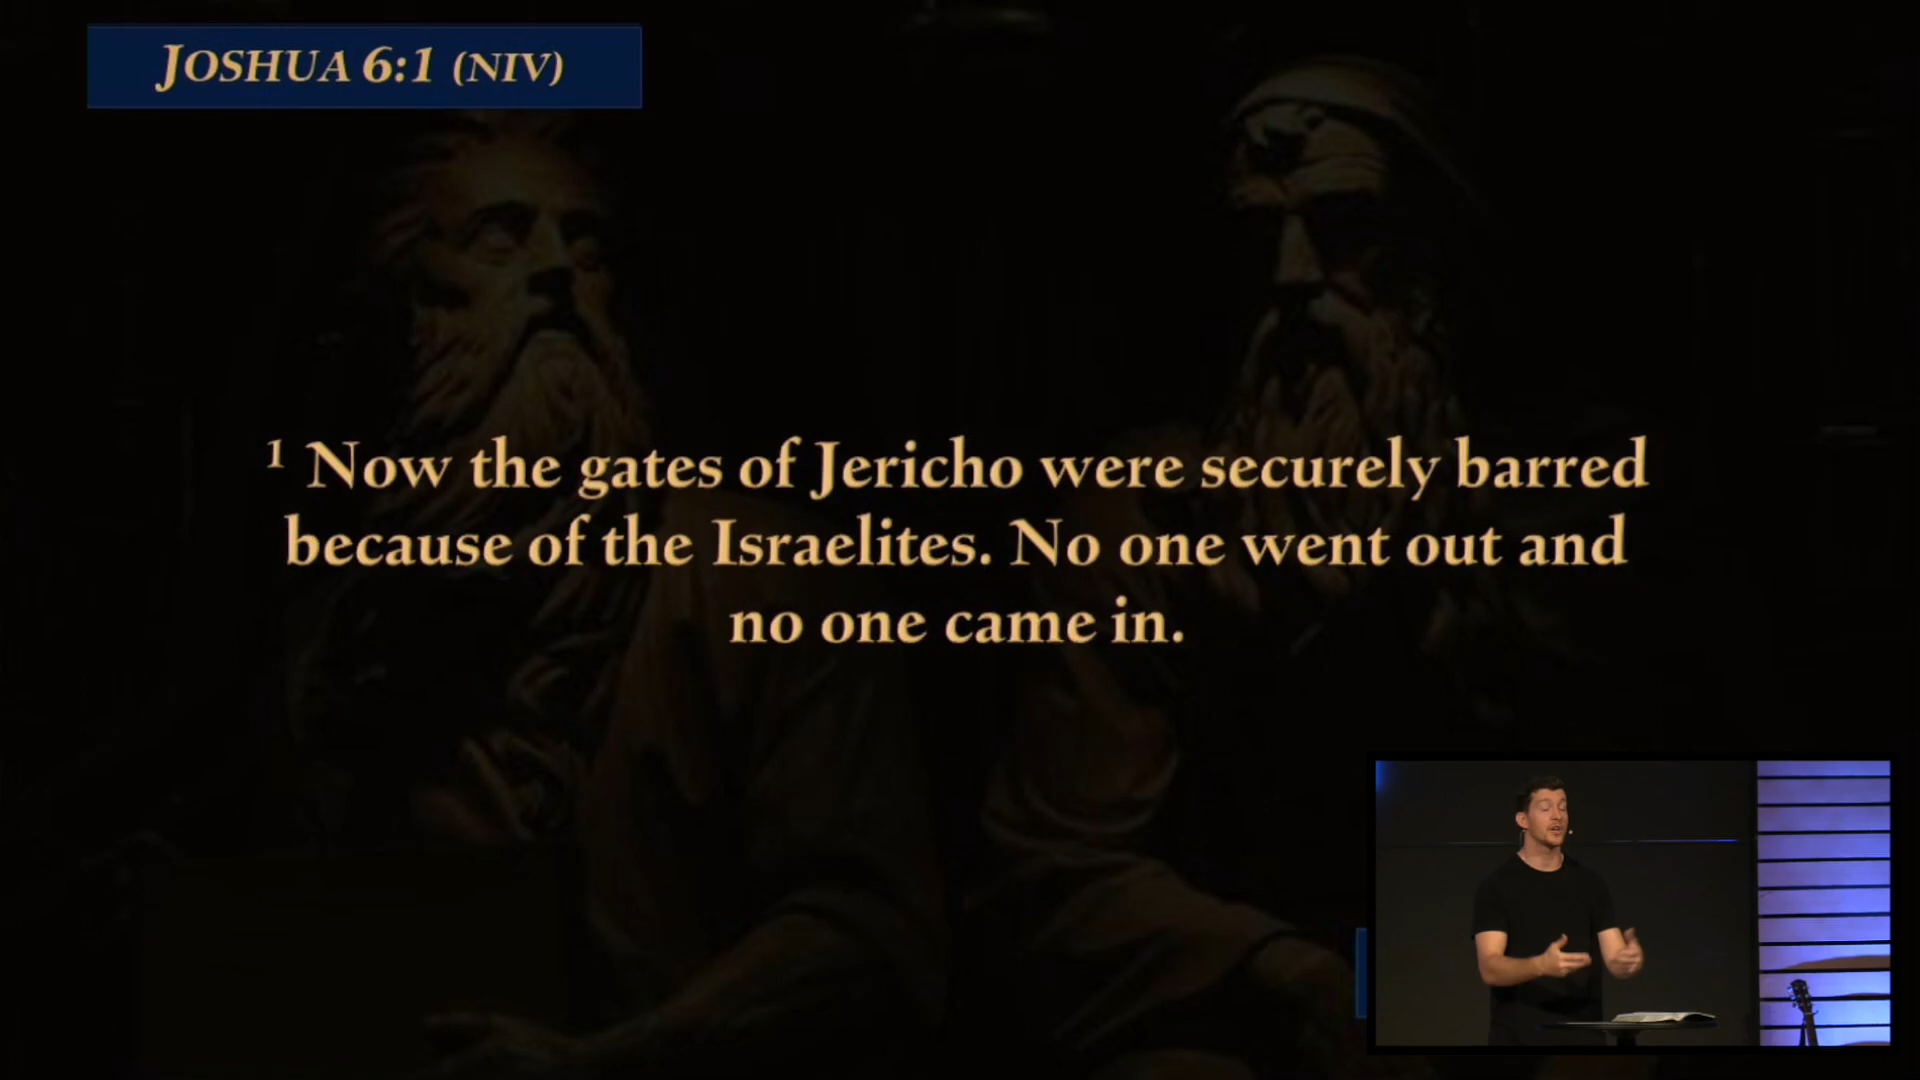 JOSHUA 6:1 (NIV)
1 Now the gates of Jericho were securely barred
because of the Israelites. No one went out and
no one came in.